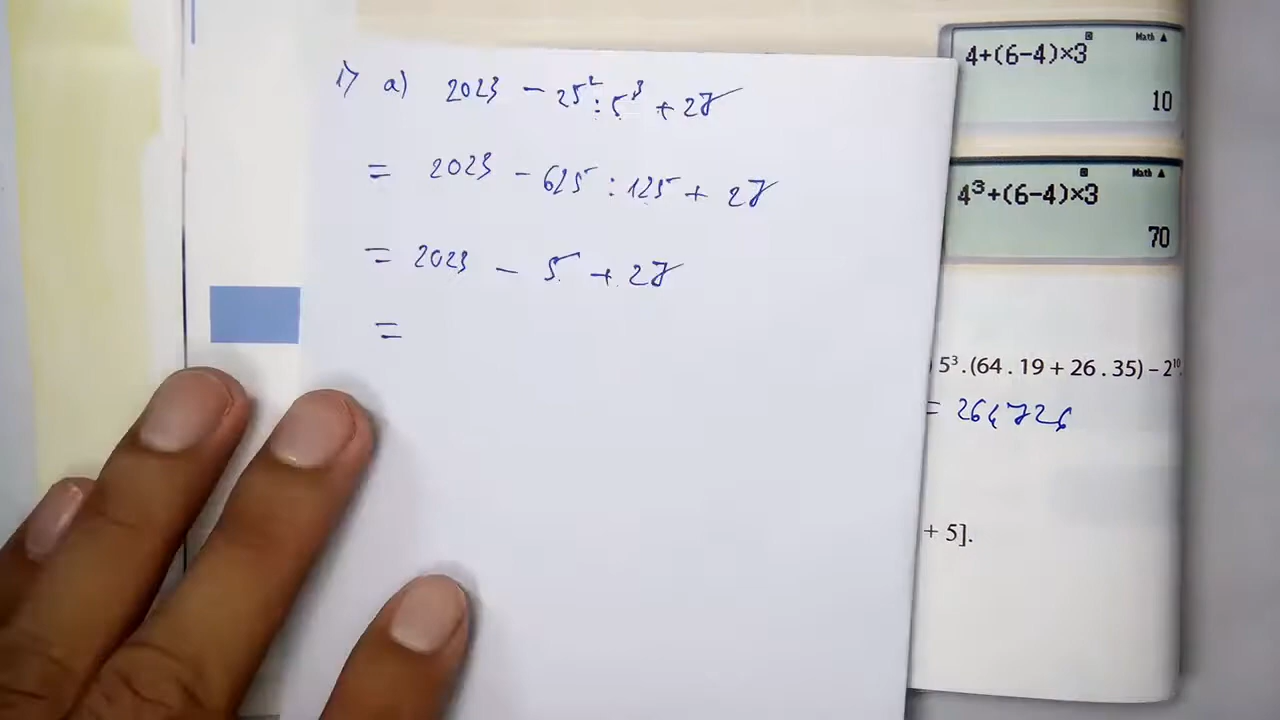 1) a) 2023 - 25² : 5³ + 27
= 2023 - 625 : 125 + 27
= 2023 - 5 + 27
=
4+(6-4)×3
Math ▲
10
4³+(6-4)×3
Math ▲
70
) 5³ . (64 . 19 + 26 . 35) – 2¹⁰.
= 264726
+ 5].